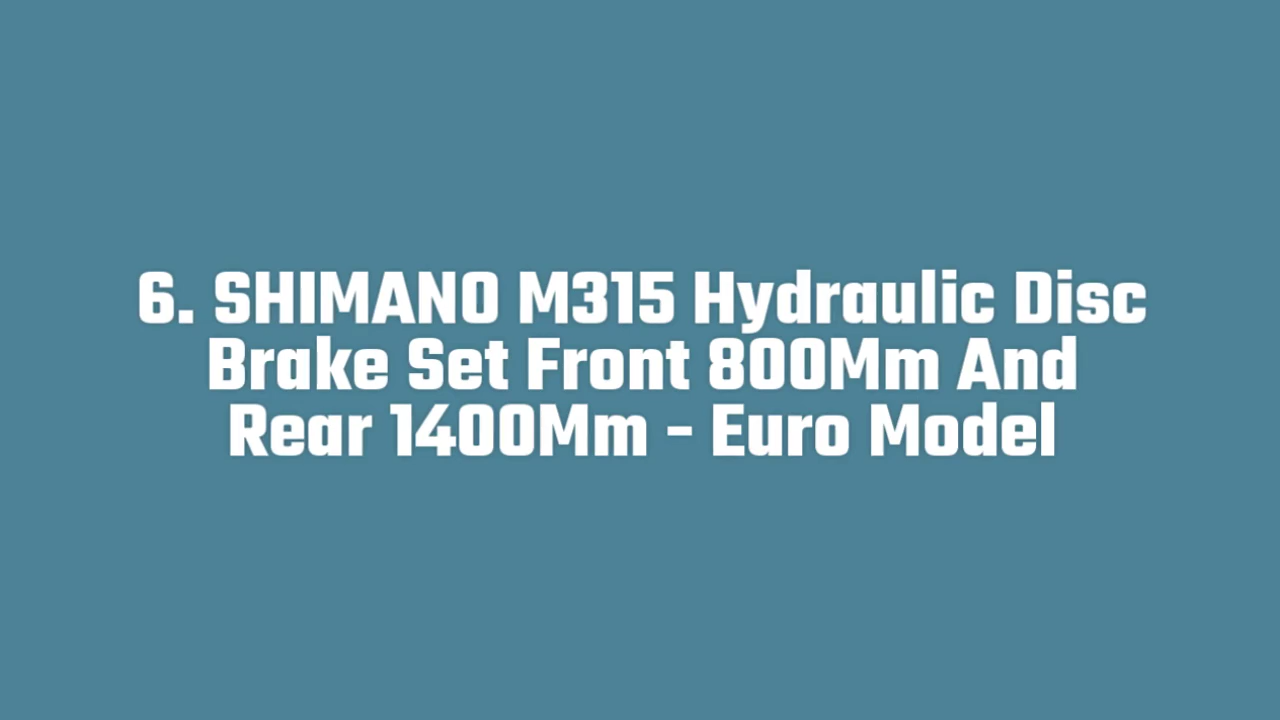 6. SHIMANO M315 Hydraulic Disc
Brake Set Front 800Mm And
Rear 1400Mm - Euro Model